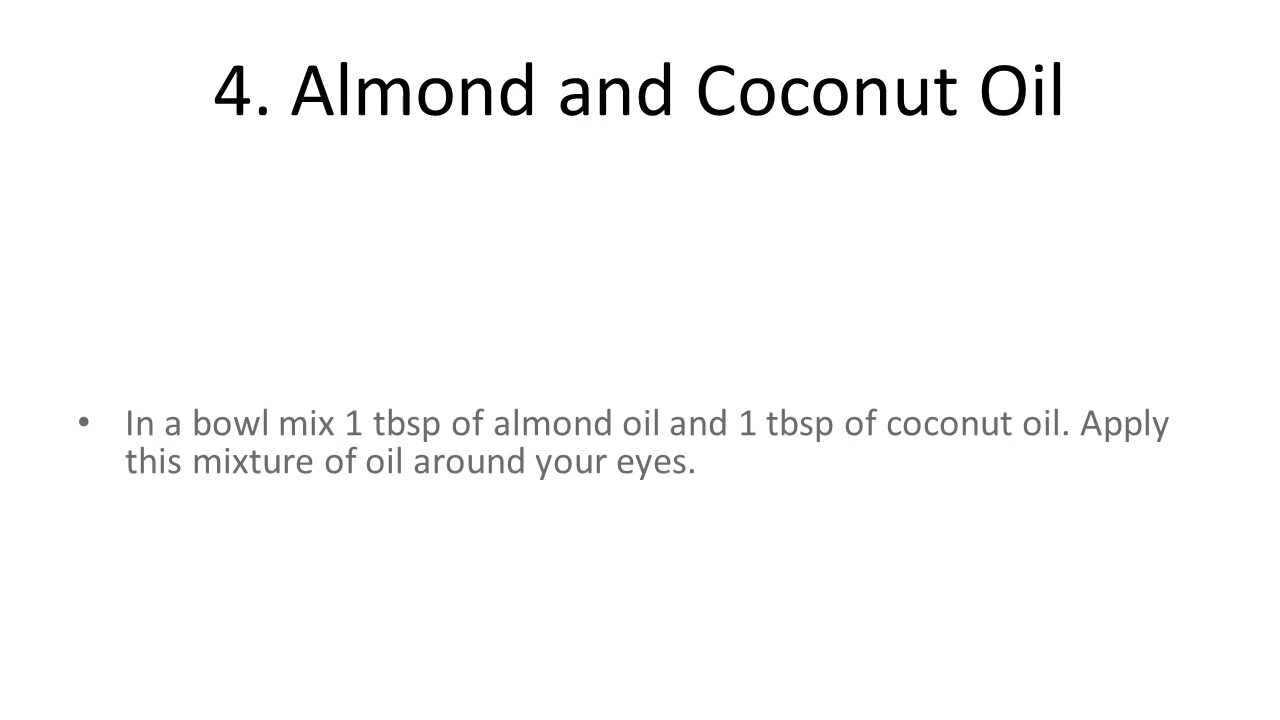 4. Almond and Coconut Oil
• In a bowl mix 1 tbsp of almond oil and 1 tbsp of coconut oil. Apply
this mixture of oil around your eyes.